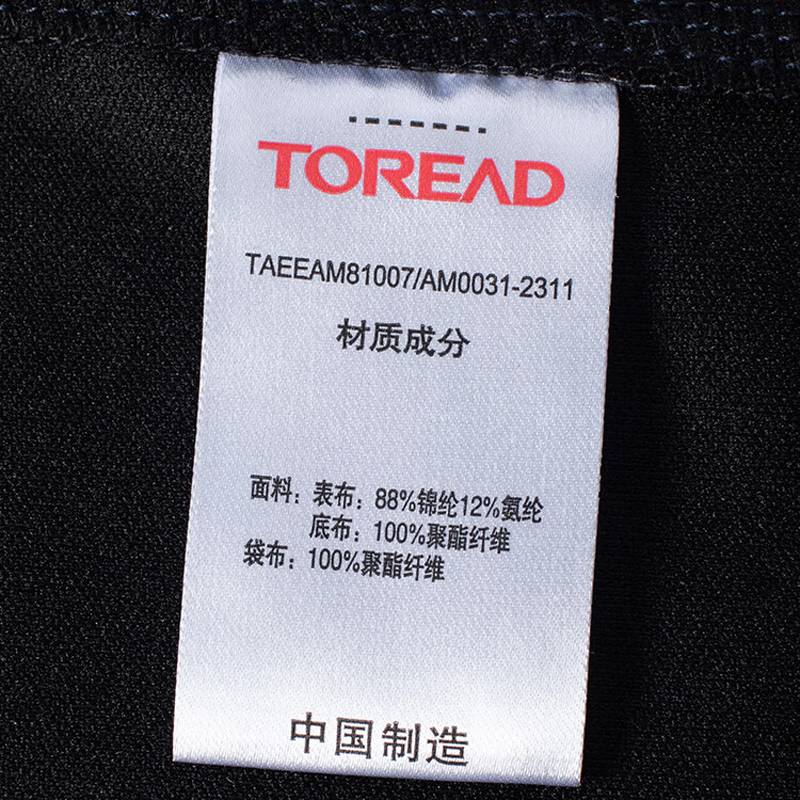 TOREAD
TAEEAM81007/AM0031-2311
材质成分
面料：表布：88%锦纶12%氨纶
底布：100%聚酯纤维
袋布：100%聚酯纤维
中国制造